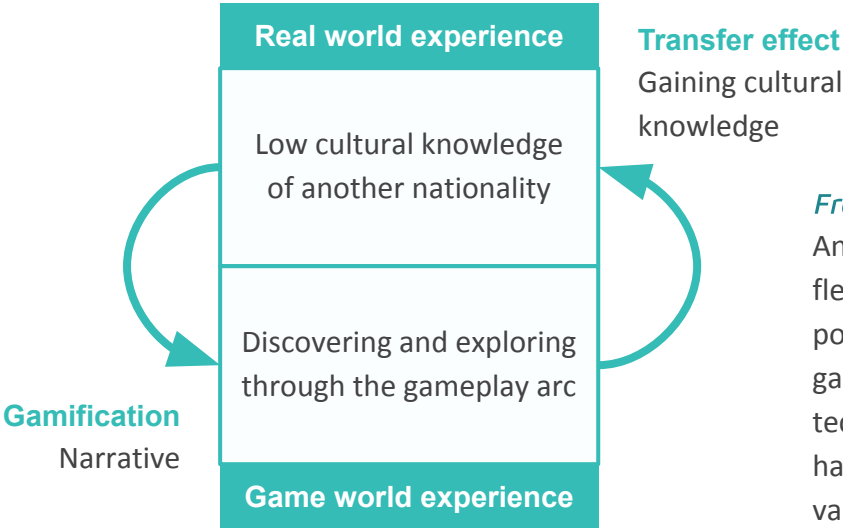 Real world experience
Transfer effect
Gaining cultural
knowledge
Low cultural knowledge
of another nationality
Discovering and exploring
through the gameplay arc
Gamification
Narrative
Game world experience